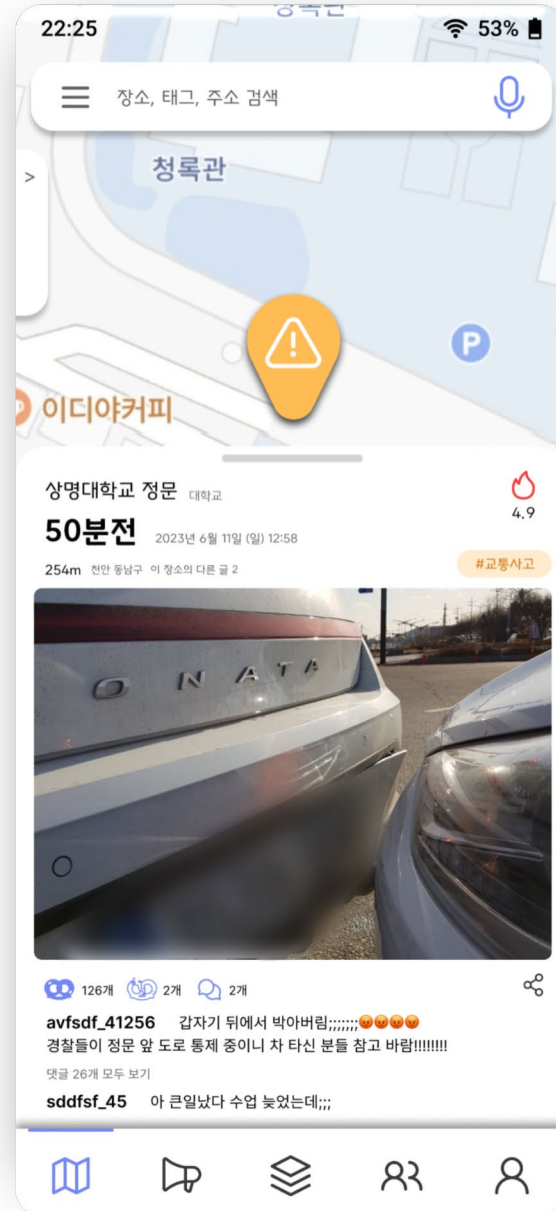 22:25
53%
장소, 태그, 주소 검색
청록관
>
P
이디야커피
상명대학교 정문 대학교
4.9
50분전 2023년 6월 11일 (일) 12:58
254m 천안 동남구 이 장소의 다른 글 2
#교통사고
O N A T A
126개 2개 2개
avfsdf_41256 갑자기 뒤에서 박아버림;;;;;;;😡😡😡😡
경찰들이 정문 앞 도로 통제 중이니 차 타신 분들 참고 바람!!!!!!!!
댓글 26개 모두 보기
sddfsf_45 아 큰일났다 수업 늦었는데;;;